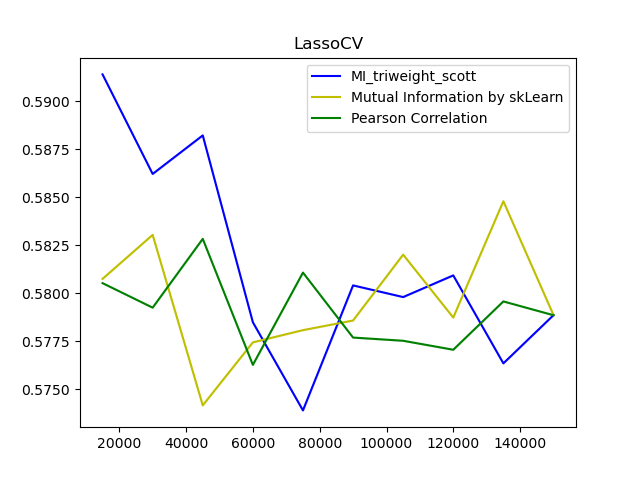 LassoCV
MI_triweight_scott
Mutual Information by skLearn
Pearson Correlation
0.5900
0.5875
0.5850
0.5825
0.5800
0.5775
0.5750
20000 40000 60000 80000 100000 120000 140000